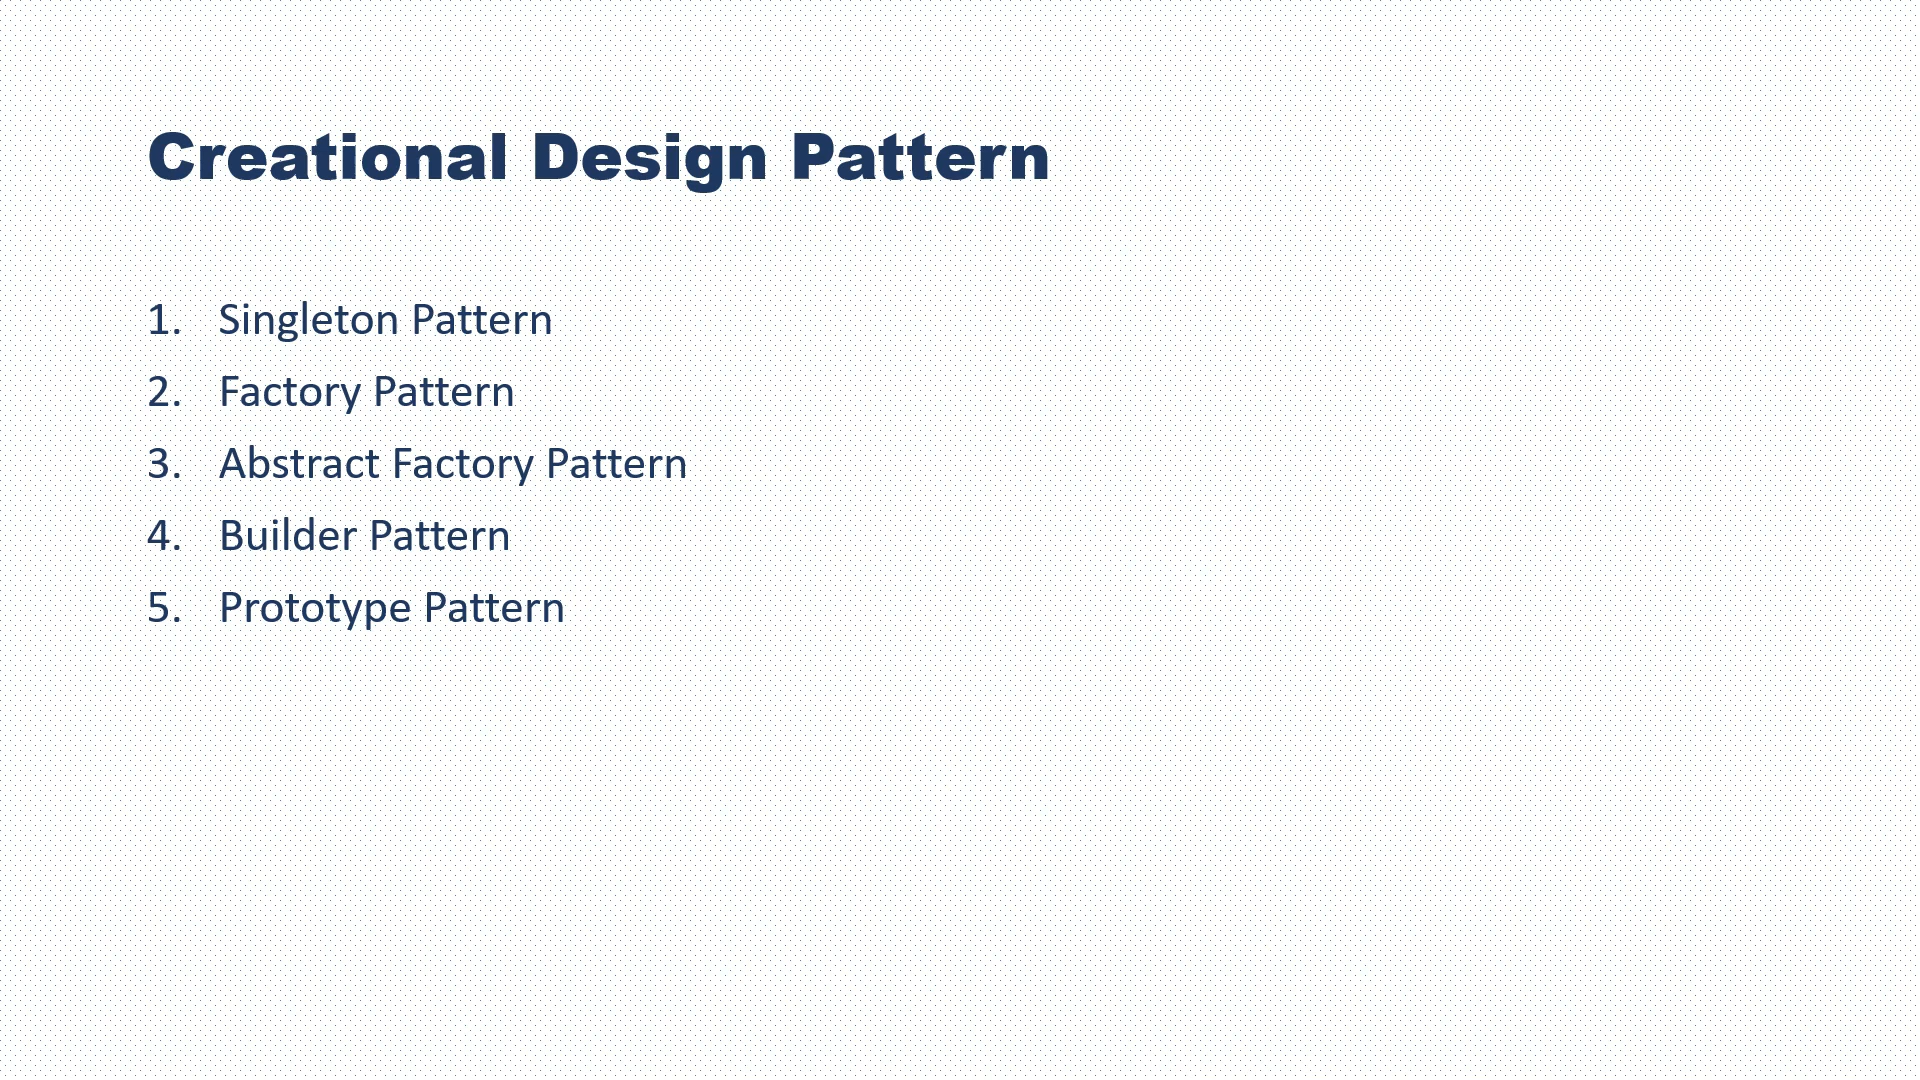 Creational Design Pattern
1. Singleton Pattern
2. Factory Pattern
3. Abstract Factory Pattern
4. Builder Pattern
5. Prototype Pattern